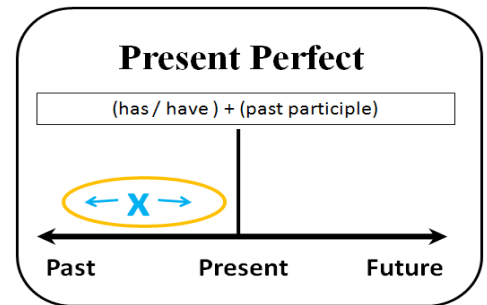 Present Perfect
(has / have ) + (past participle)
X
Past Present Future